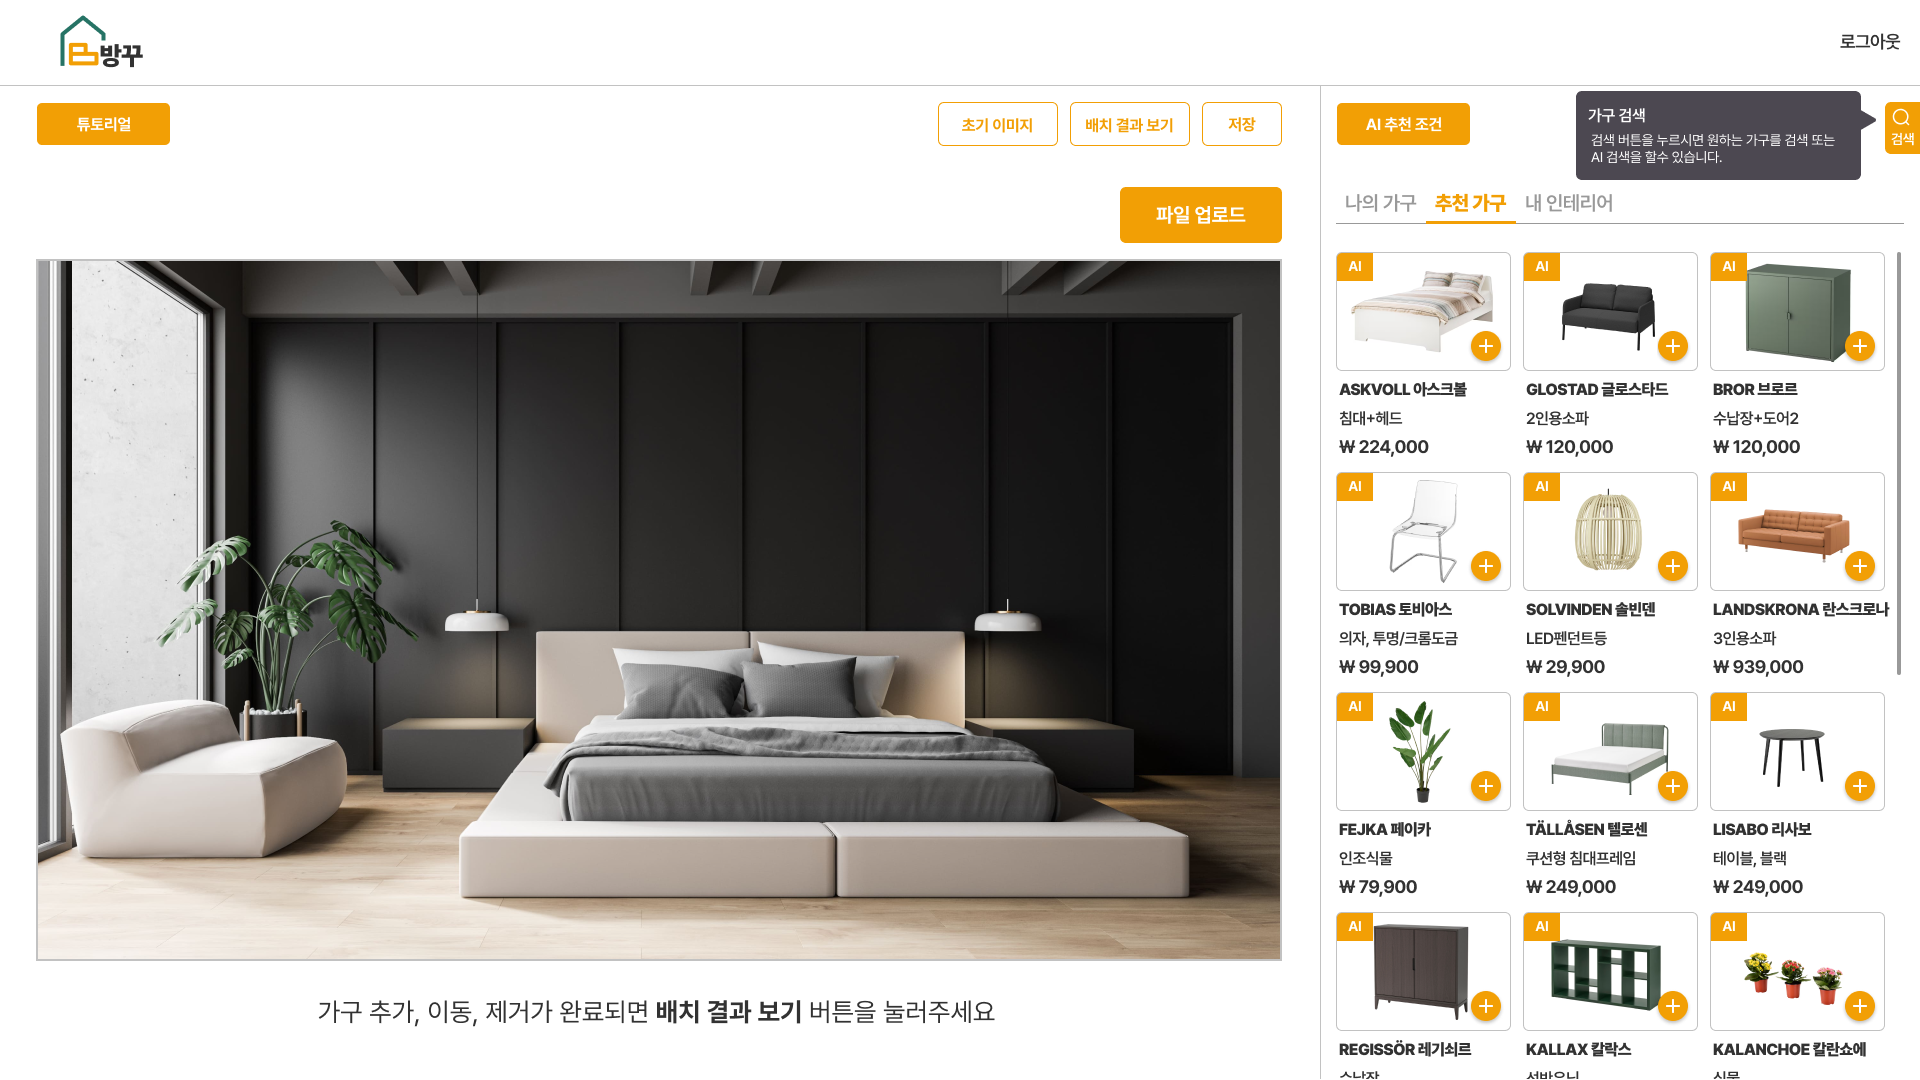 방꾸
로그아웃
튜토리얼
초기 이미지
배치 결과 보기
저장
AI 추천 조건
가구 검색
검색 버튼을 누르시면 원하는 가구를 검색 또는
AI 검색을 할수 있습니다.
검색
파일 업로드
나의 가구
추천 가구
내 인테리어
AI
AI
AI
ASKVOLL 아스크볼
침대+헤드
₩ 224,000
GLOSTAD 글로스타드
2인용소파
₩ 120,000
BROR 브로르
수납장+도어2
₩ 120,000
AI
AI
AI
TOBIAS 토비아스
의자, 투명/크롬도금
₩ 99,900
SOLVINDEN 솔빈덴
LED펜던트등
₩ 29,900
LANDSKRONA 란스크로나
3인용소파
₩ 939,000
AI
AI
AI
FEJKA 페이카
인조식물
₩ 79,900
TÄLLÅSEN 텔로센
쿠션형 침대프레임
₩ 249,000
LISABO 리사보
테이블, 블랙
₩ 249,000
AI
AI
AI
REGISSÖR 레기쇠르
수납장
KALLAX 칼락스
선반유닛
KALANCHOE 칼란쇼에
식물
가구 추가, 이동, 제거가 완료되면 배치 결과 보기 버튼을 눌러주세요